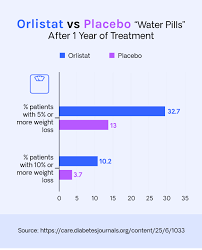 Orlistat vs Placebo "Water Pills"
After 1 Year of Treatment
Orlistat
Placebo
% patients
with 5% or
more weight
loss
32.7
13
% patients
with 10% or
more weight
loss
10.2
3.7
0 5 10 15 20 25 30 35
Source: https://care.diabetesjournals.org/content/25/6/1033